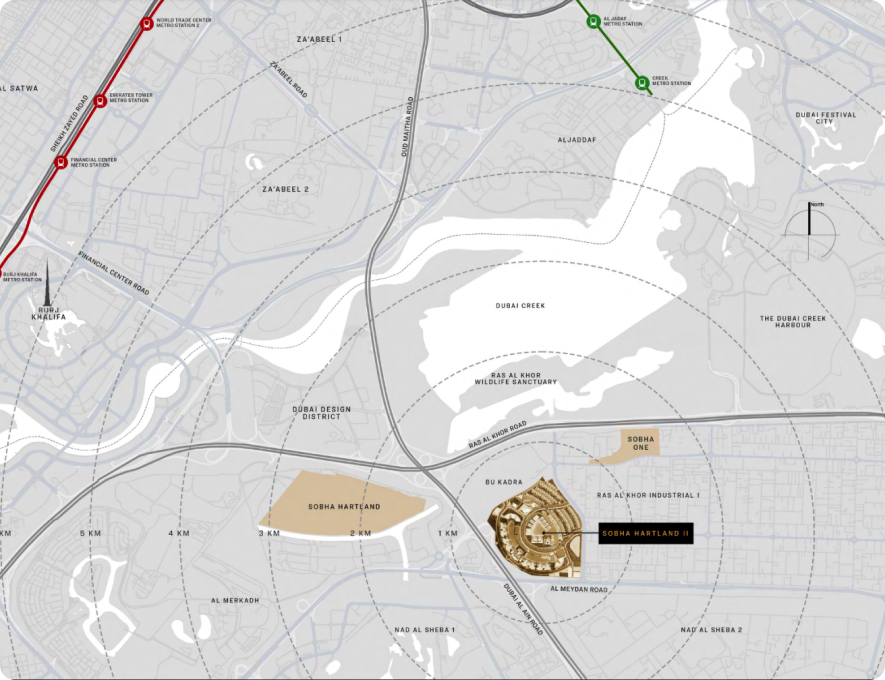 WORLD TRADE CENTER
METRO STATION 2
ZA'ABEEL 1
AL JADAF
METRO STATION
AL SATWA
ZA'ABEEL ROAD
CREEK
METRO STATION
EMIRATES TOWER
METRO STATION
SHEIKH ZAYED ROAD
OUD MAITHA ROAD
DUBAI FESTIVAL
CITY
ALJADDAF
FINANCIAL CENTER
METRO STATION
ZA'ABEEL 2
North
FINANCIAL CENTER ROAD
BURJ KHALIFA
METRO STATION
BURJ
KHALIFA
DUBAI CREEK
THE DUBAI CREEK
HARBOUR
RAS AL KHOR
WILDLIFE SANCTUARY
DUBAI DESIGN
DISTRICT
RAS AL KHOR ROAD
SOBHA
ONE
BU KADRA
RAS AL KHOR INDUSTRIAL 1
SOBHA HARTLAND
KM
5 KM
4 KM
3 KM
2 KM
1 KM
SOBHA HARTLAND II
AL MEYDAN ROAD
AL MERKADH
DUBAI AL AIN ROAD
NAD AL SHEBA 1
NAD AL SHEBA 2